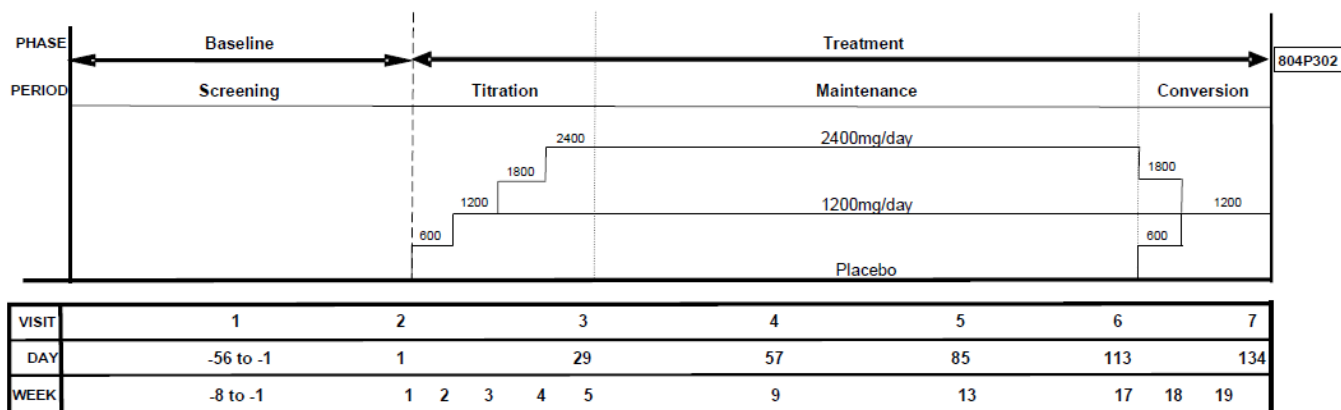 PHASE Baseline Treatment
804P302
PERIOD Screening Titration Maintenance Conversion
2400 2400mg/day
1800 1800
1200 1200mg/day 1200
600 600
Placebo
VISIT 1 2 3 4 5 6 7
DAY -56 to -1 1 29 57 85 113 134
WEEK -8 to -1 1 2 3 4 5 9 13 17 18 19